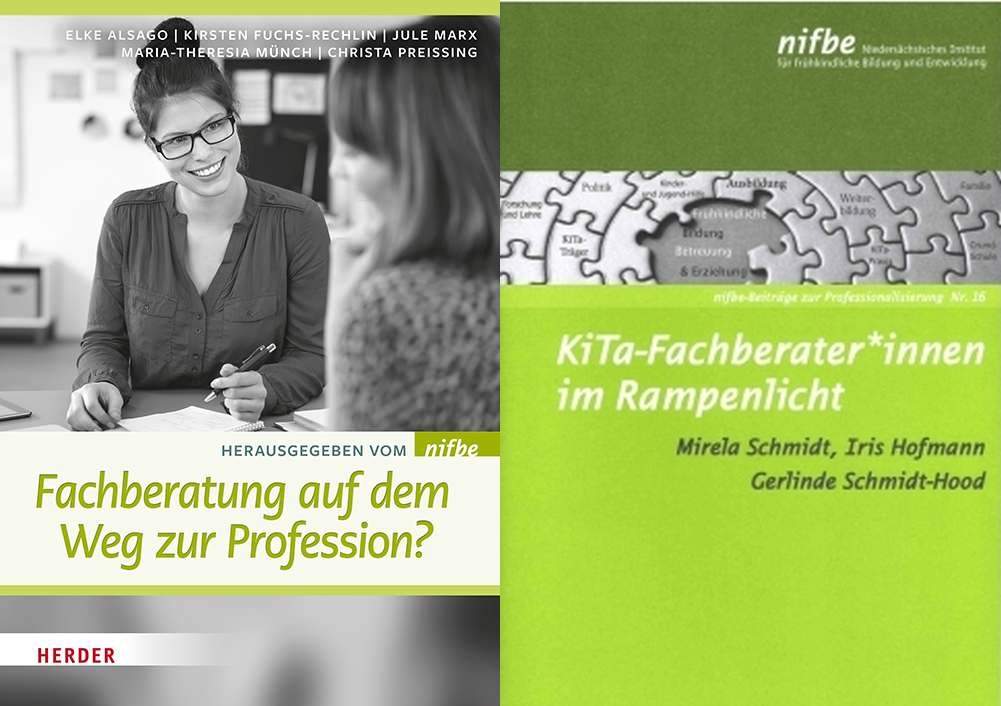 ELKE ALSAGO | KIRSTEN FUCHS-RECHLIN | JULE MARX
MARIA-THERESIA MÜNCH | CHRISTA PREISSING
HERAUSGEGEBEN VOM nifbe
Fachberatung auf dem
Weg zur Profession?
HERDER
nifbe Niedersächsisches Institut
für frühkindliche Bildung und Entwicklung
Politik
Kinder-
und Jugend-Hilfe
Ausbildung
Weiter-
bildung
Familie
Forschung
und Lehre
KiTa-
Träger
Frühkindliche
Bildung
Betreuung
& Erziehung
KiTa-
Praxis
Grund-
Schule
nifbe-Beiträge zur Professionalisierung Nr. 16
KiTa-Fachberater*innen
im Rampenlicht
Mirela Schmidt, Iris Hofmann
Gerlinde Schmidt-Hood